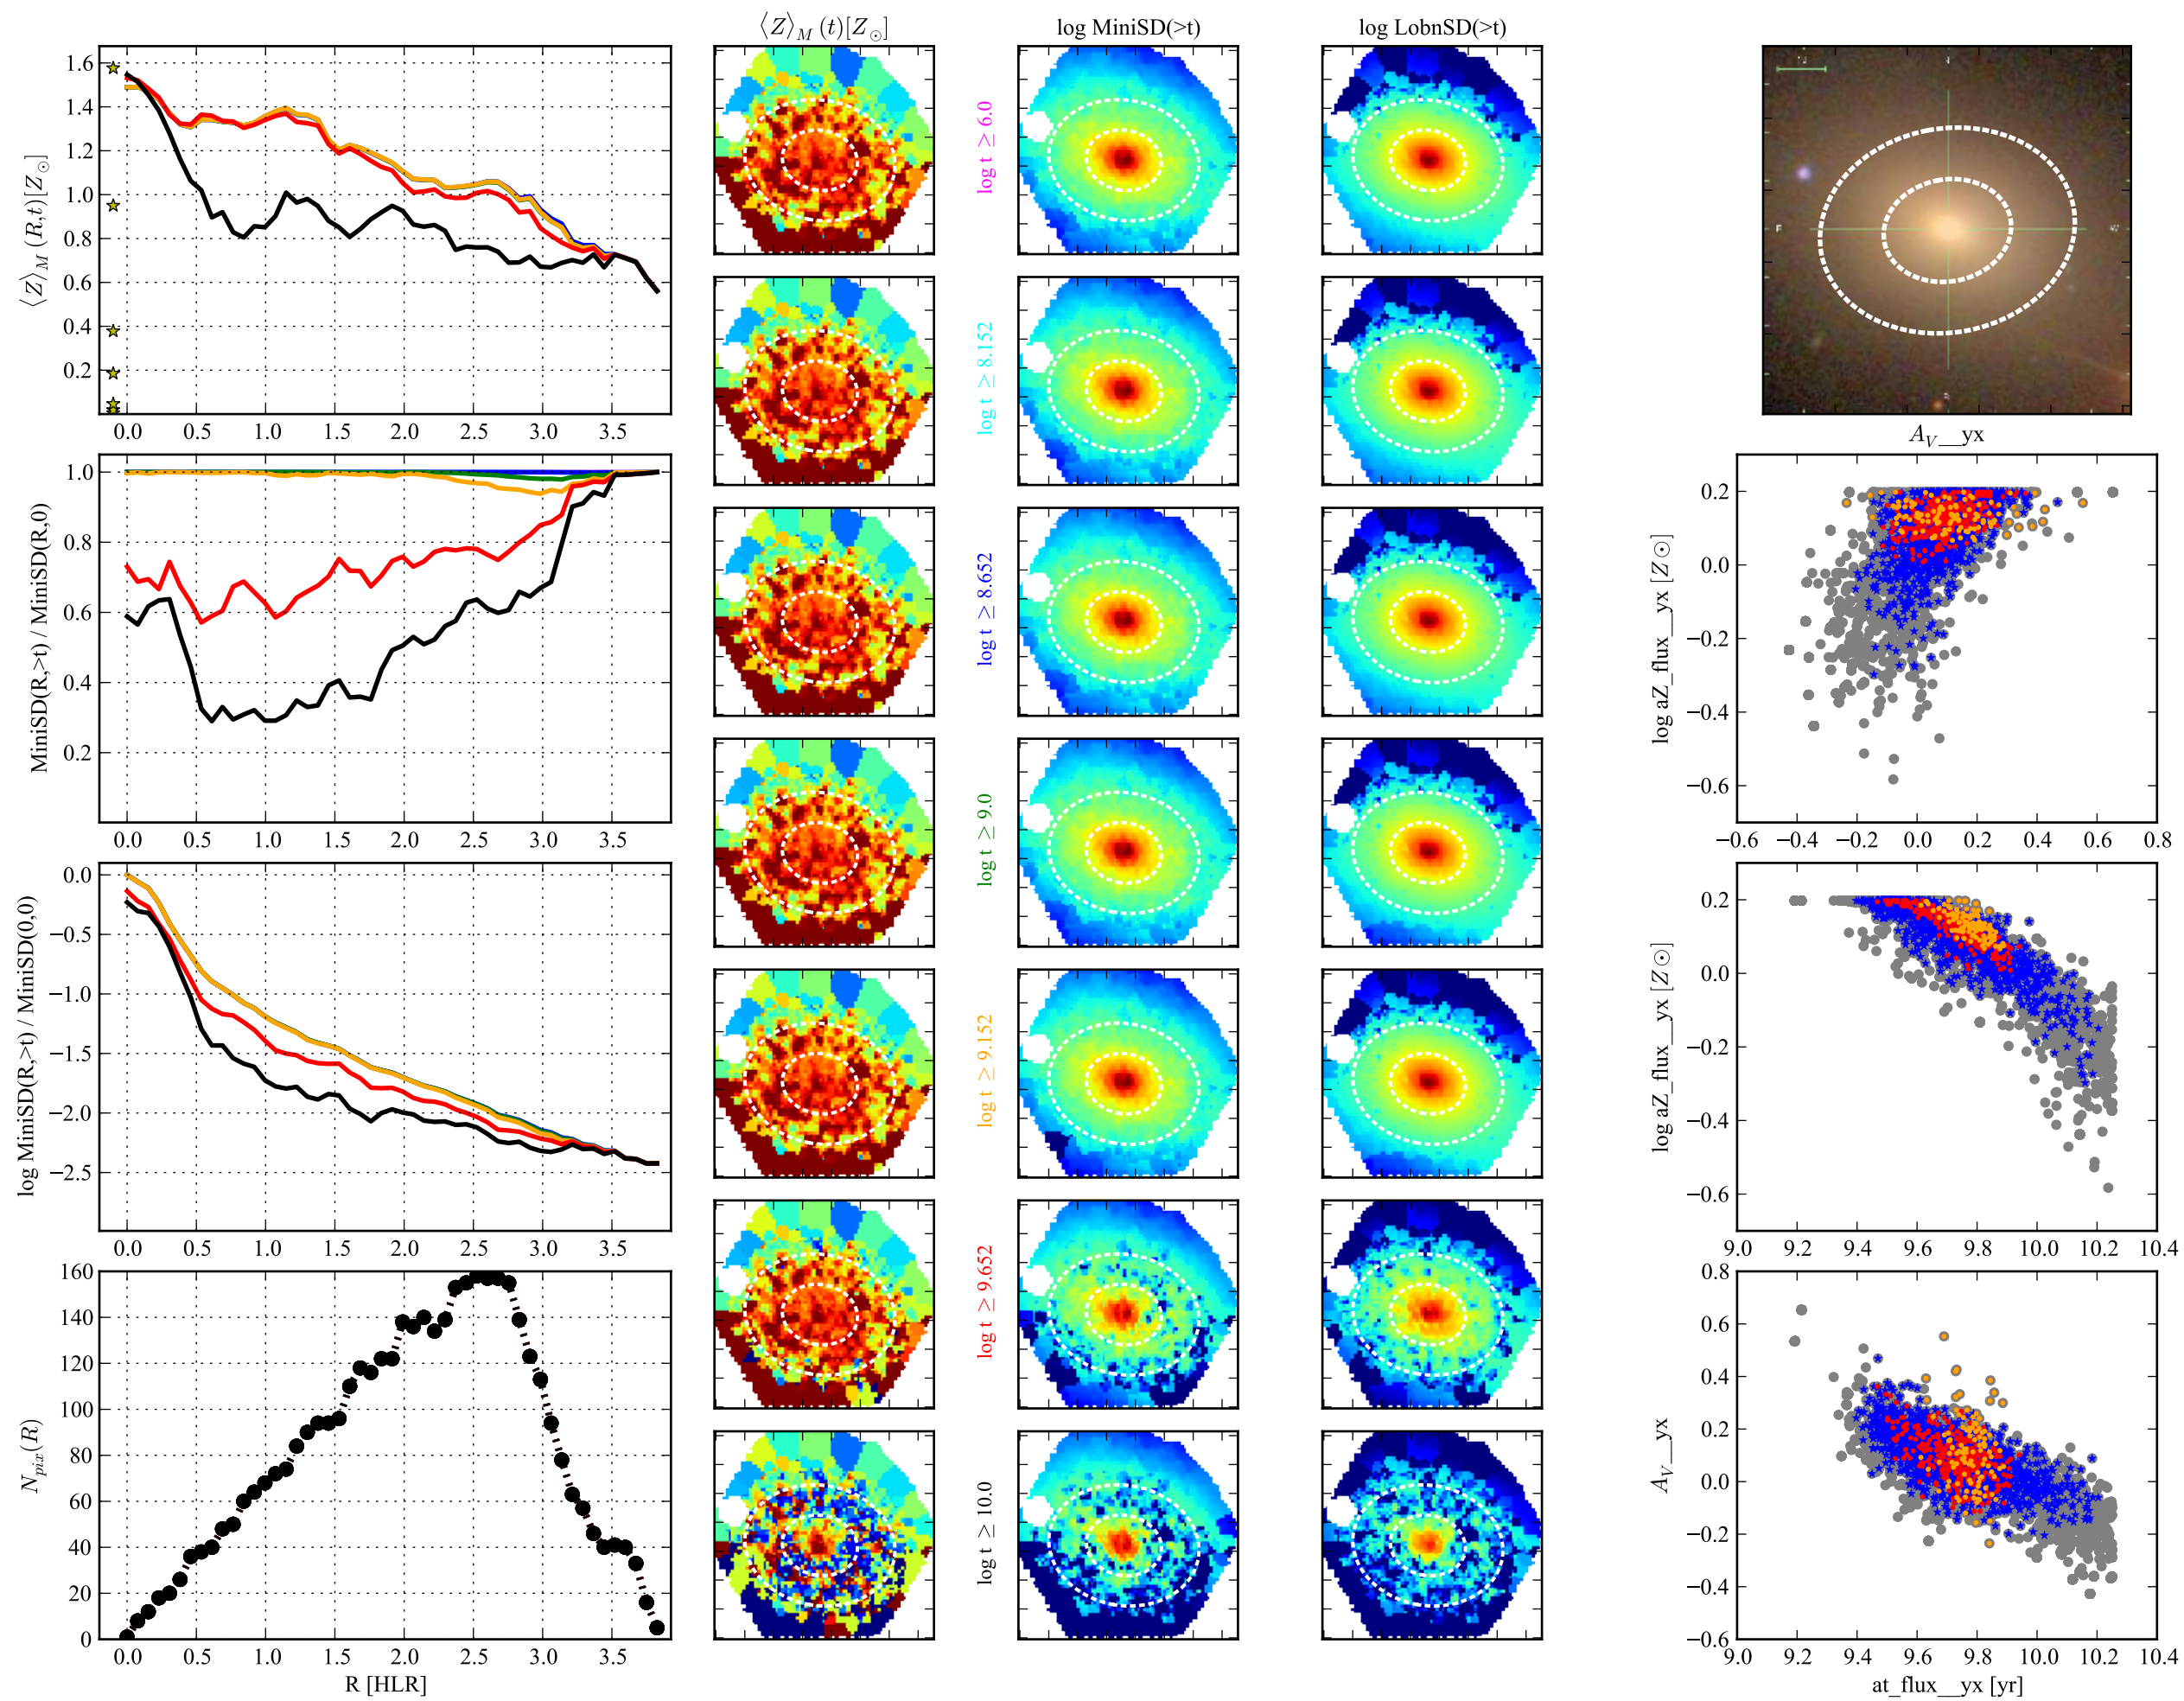 ⟨Z⟩_M (t)[Z_⊙]
log MiniSD(>t)
log LobnSD(>t)
⟨Z⟩_M (R,t)[Z_⊙]
1.6
1.4
1.2
1.0
0.8
0.6
0.4
0.2
0.0 0.5 1.0 1.5 2.0 2.5 3.0 3.5
MiniSD(R,>t) / MiniSD(R,0)
1.0
0.8
0.6
0.4
0.2
0.0 0.5 1.0 1.5 2.0 2.5 3.0 3.5
log MiniSD(R,>t) / MiniSD(0,0)
0.0
−0.5
−1.0
−1.5
−2.0
−2.5
0.0 0.5 1.0 1.5 2.0 2.5 3.0 3.5
N_pix(R)
160
140
120
100
80
60
40
20
0
0.0 0.5 1.0 1.5 2.0 2.5 3.0 3.5
R [HLR]
log t ≥ 6.0
log t ≥ 8.152
log t ≥ 8.652
log t ≥ 9.0
log t ≥ 9.152
log t ≥ 9.652
log t ≥ 10.0
A_V__yx
log aZ_flux__yx [Z⊙]
0.2
0.0
−0.2
−0.4
−0.6
−0.6 −0.4 −0.2 0.0 0.2 0.4 0.6 0.8
log aZ_flux__yx [Z⊙]
0.2
0.0
−0.2
−0.4
−0.6
9.0 9.2 9.4 9.6 9.8 10.0 10.2 10.4
A_V__yx
0.8
0.6
0.4
0.2
0.0
−0.2
−0.4
−0.6
9.0 9.2 9.4 9.6 9.8 10.0 10.2 10.4
at_flux__yx [yr]